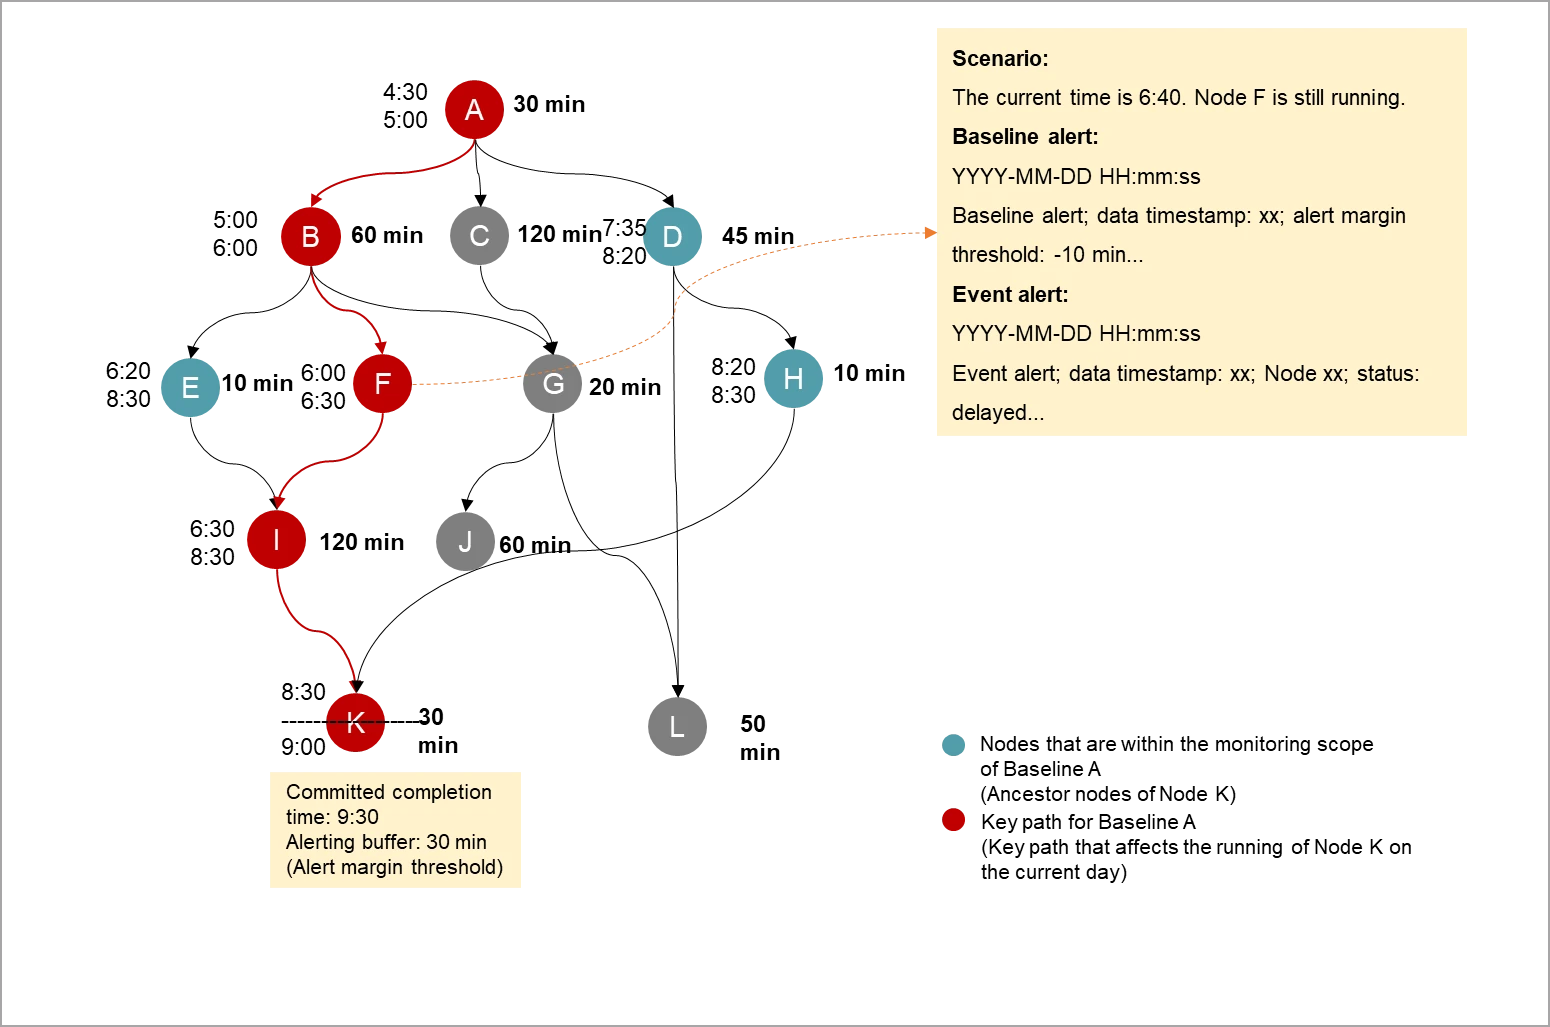 Scenario:
The current time is 6:40. Node F is still running.
Baseline alert:
YYYY-MM-DD HH:mm:ss
Baseline alert; data timestamp: xx; alert margin
threshold: -10 min...
Event alert:
YYYY-MM-DD HH:mm:ss
Event alert; data timestamp: xx; Node xx; status:
delayed...
4:30
5:00
A
30 min
5:00
6:00
B
60 min
C
120 min
7:35
8:20
D
45 min
6:20
8:30
E
10 min
6:00
6:30
F
G
20 min
8:20
8:30
H
10 min
6:30
8:30
I
120 min
J
60 min
8:30
9:00
K
30
min
L
50
min
Committed completion
time: 9:30
Alerting buffer: 30 min
(Alert margin threshold)
Nodes that are within the monitoring scope
of Baseline A
(Ancestor nodes of Node K)
Key path for Baseline A
(Key path that affects the running of Node K on
the current day)